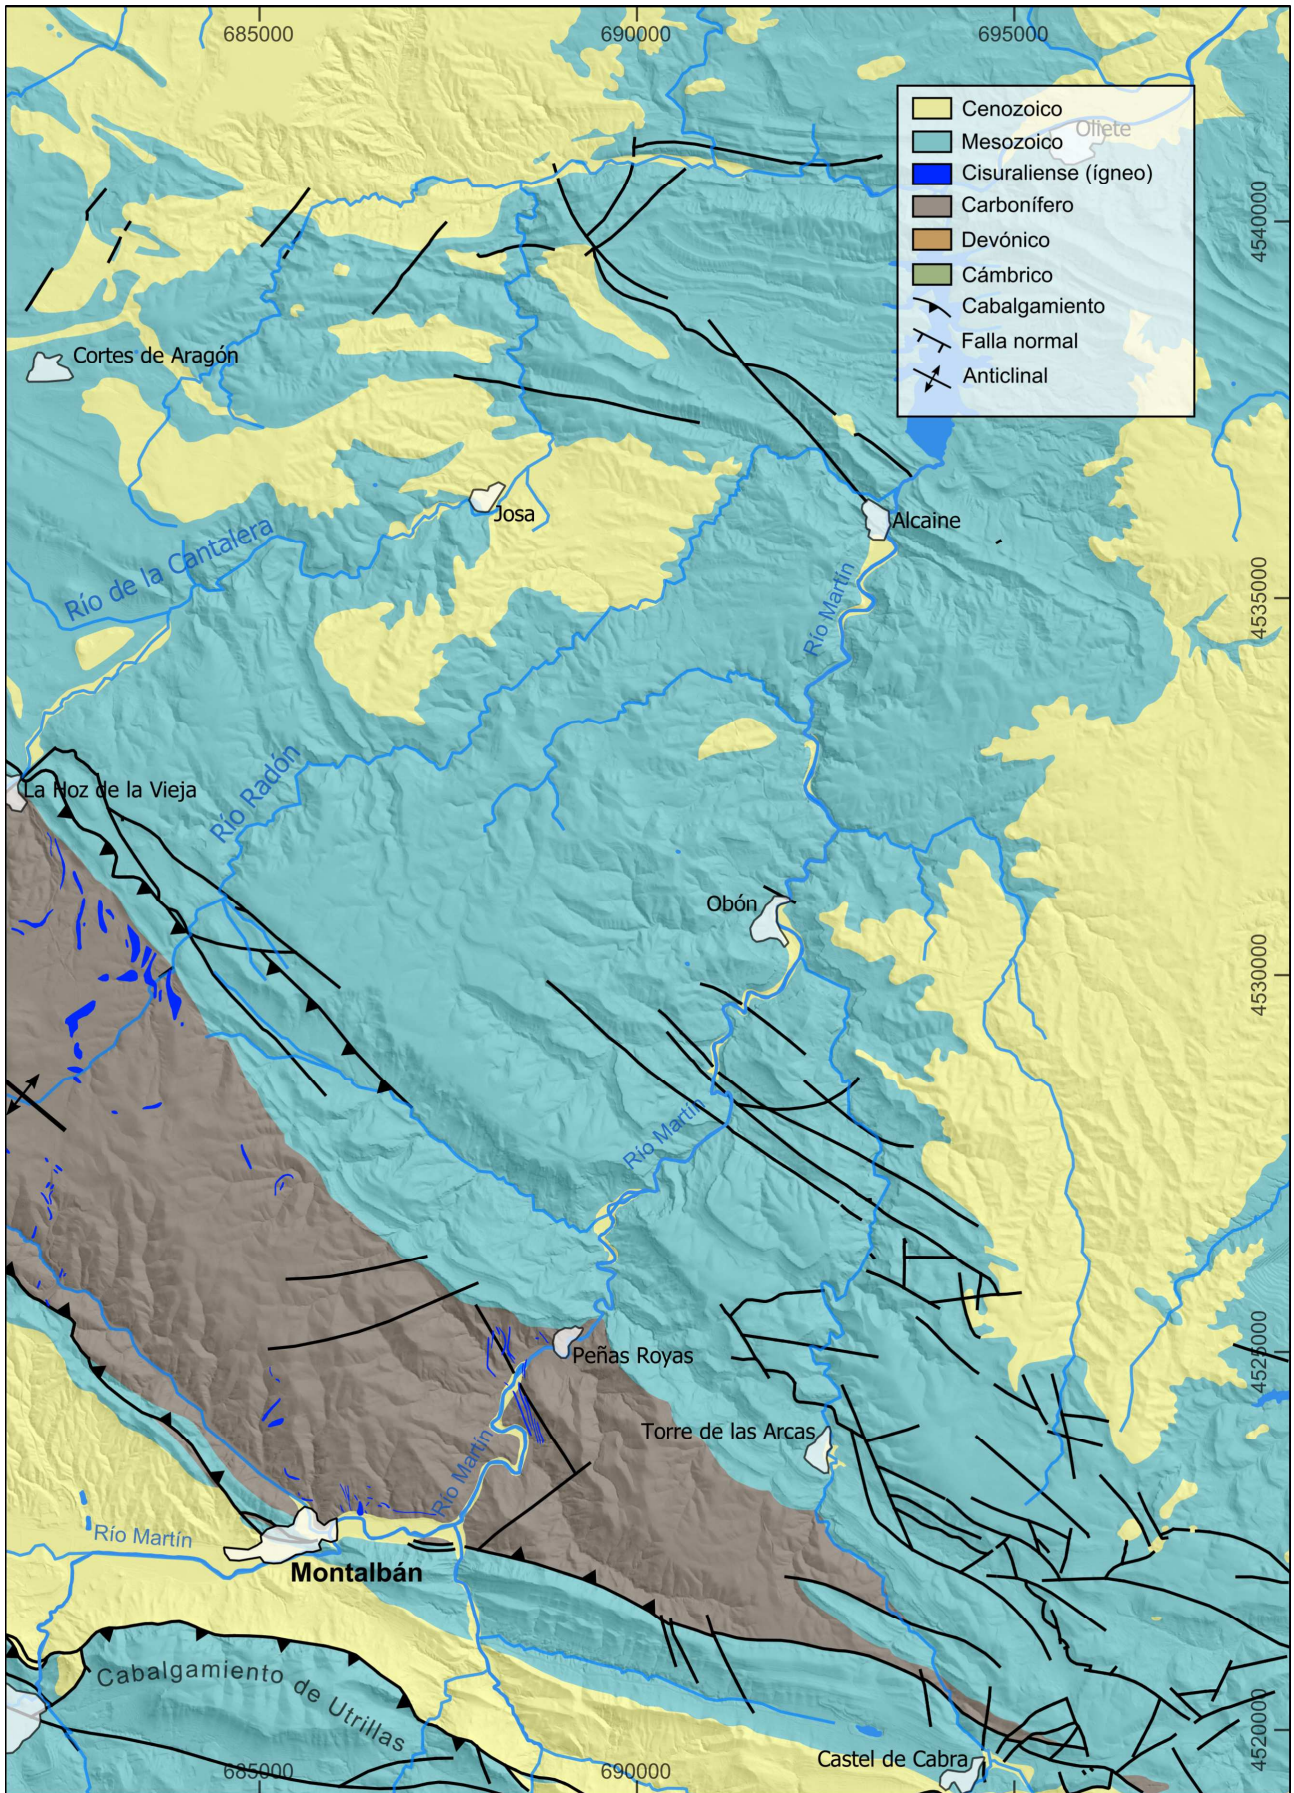 685000
690000
695000
Cenozoico
Oliete
Mesozoico
Cisuraliense (ígneo)
Carbonífero
Devónico
Cámbrico
Cabalgamiento
Falla normal
Anticlinal
4540000
Cortes de Aragón
Josa
Alcaine
Río de la Cantalera
Río Martín
4535000
La Hoz de la Vieja
Río Radón
Obón
4530000
Río Martín
Peñas Royas
4525000
Torre de las Arcas
Río Martín
Río Martín
Montalbán
Cabalgamiento de Utrillas
4520000
Castel de Cabra
685000
690000